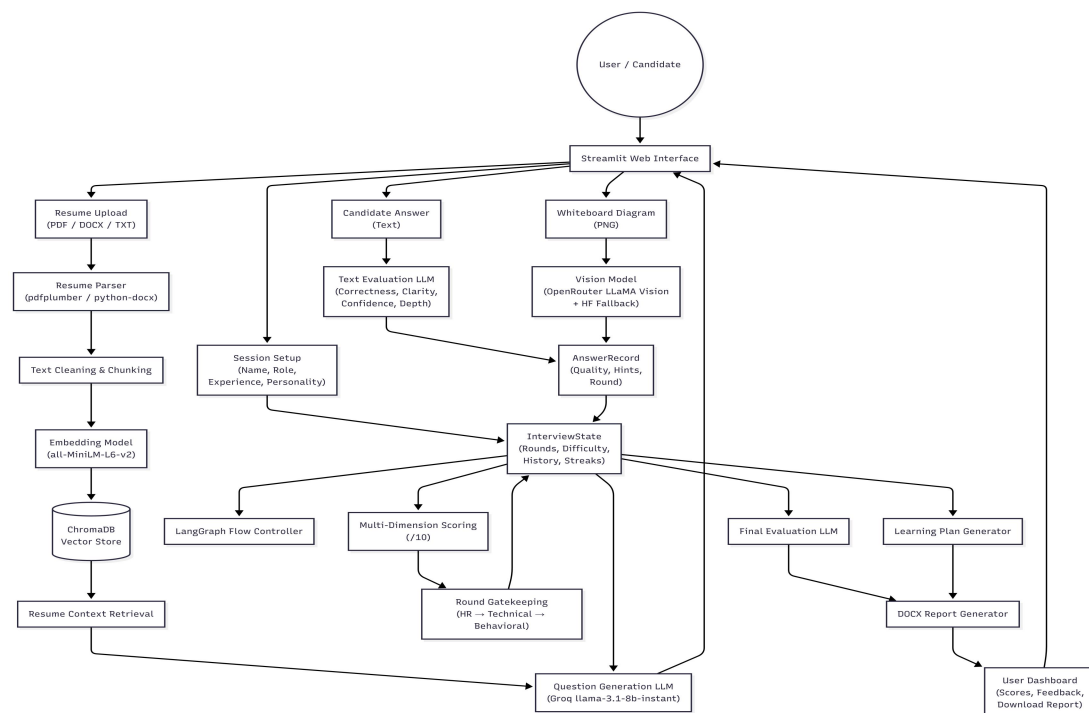 User / Candidate
Streamlit Web Interface
Resume Upload
(PDF / DOCX / TXT)
Candidate Answer
(Text)
Whiteboard Diagram
(PNG)
Resume Parser
(pdfplumber / python-docx)
Text Evaluation LLM
(Correctness, Clarity,
Confidence, Depth)
Vision Model
(OpenRouter LLaMA Vision
+ HF Fallback)
Text Cleaning & Chunking
Session Setup
(Name, Role,
Experience, Personality)
AnswerRecord
(Quality, Hints,
Round)
Embedding Model
(all-MiniLM-L6-v2)
InterviewState
(Rounds, Difficulty,
History, Streaks)
ChromaDB
Vector Store
LangGraph Flow Controller
Multi-Dimension Scoring
(/10)
Final Evaluation LLM
Learning Plan Generator
Resume Context Retrieval
Round Gatekeeping
(HR → Technical →
Behavioral)
DOCX Report Generator
Question Generation LLM
(Groq llama-3.1-8b-instant)
User Dashboard
(Scores, Feedback,
Download Report)